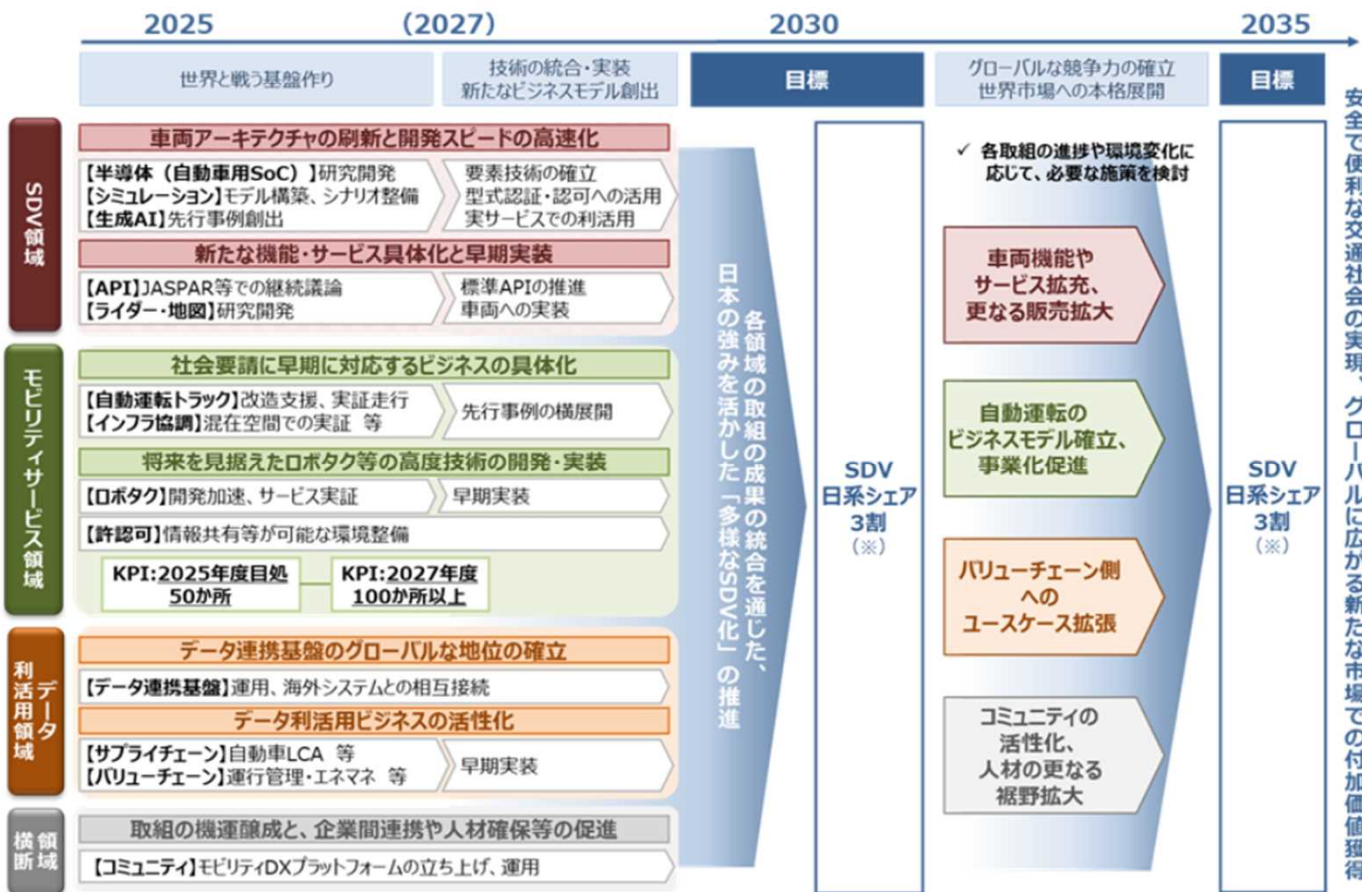 2025
（2027）
2030
2035
世界と戦う基盤作り
技術の統合・実装
新たなビジネスモデル創出
目標
グローバルな競争力の確立
世界市場への本格展開
目標
SDV領域
車両アーキテクチャの刷新と開発スピードの高速化
【半導体（自動車用SoC）】研究開発
【シミュレーション】モデル構築、シナリオ整備
【生成AI】先行事例創出
要素技術の確立
型式認証・認可への活用
実サービスでの利活用
新たな機能・サービス具体化と早期実装
【API】JASPAR等での継続議論
【ライダー・地図】研究開発
標準APIの推進
車両への実装
モビリティサービス領域
社会要請に早期に対応するビジネスの具体化
【自動運転トラック】改造支援、実証走行
【インフラ協調】混在空間での実証 等
先行事例の横展開
将来を見据えたロボタク等の高度技術の開発・実装
【ロボタク】開発加速、サービス実証
早期実装
【許認可】情報共有等が可能な環境整備
KPI:2025年度目処
50か所
KPI:2027年度
100か所以上
データ
利活用領域
データ連携基盤のグローバルな地位の確立
【データ連携基盤】運用、海外システムとの相互接続
データ利活用ビジネスの活性化
【サプライチェーン】自動車LCA 等
【バリューチェーン】運行管理・エネマネ 等
早期実装
領域
横断
取組の機運醸成と、企業間連携や人材確保等の促進
【コミュニティ】モビリティDXプラットフォームの立ち上げ、運用
各領域の取組の成果の統合を通じた、
日本の強みを活かした「多様なSDV化」の推進
SDV
日系シェア
3割
（※）
✓ 各取組の進捗や環境変化に
応じて、必要な施策を検討
車両機能や
サービス拡充、
更なる販売拡大
自動運転の
ビジネスモデル確立、
事業化促進
バリューチェーン側
への
ユースケース拡張
コミュニティの
活性化、
人材の更なる
裾野拡大
SDV
日系シェア
3割
（※）
安全で便利な交通社会の実現、グローバルに広がる新たな市場での付加価値獲得